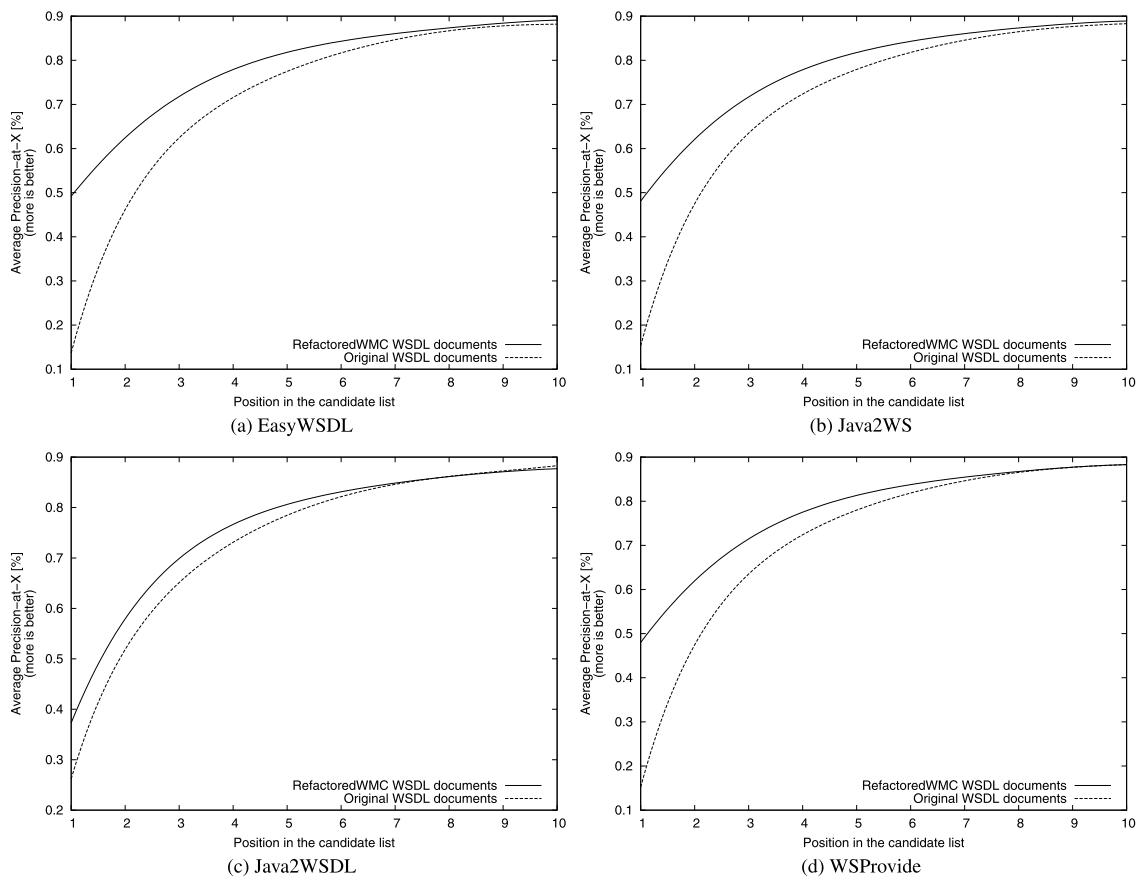 0.9
0.8
0.7
0.6
0.5
0.4
0.3
0.2
0.1
Average Precision-at-X [%]
(more is better)
RefactoredWMC WSDL documents
Original WSDL documents
1 2 3 4 5 6 7 8 9 10
Position in the candidate list
(a) EasyWSDL
0.9
0.8
0.7
0.6
0.5
0.4
0.3
0.2
0.1
Average Precision-at-X [%]
(more is better)
RefactoredWMC WSDL documents
Original WSDL documents
1 2 3 4 5 6 7 8 9 10
Position in the candidate list
(b) Java2WS
0.9
0.8
0.7
0.6
0.5
0.4
0.3
0.2
Average Precision-at-X [%]
(more is better)
RefactoredWMC WSDL documents
Original WSDL documents
1 2 3 4 5 6 7 8 9 10
Position in the candidate list
(c) Java2WSDL
0.9
0.8
0.7
0.6
0.5
0.4
0.3
0.2
0.1
Average Precision-at-X [%]
(more is better)
RefactoredWMC WSDL documents
Original WSDL documents
1 2 3 4 5 6 7 8 9 10
Position in the candidate list
(d) WSProvide